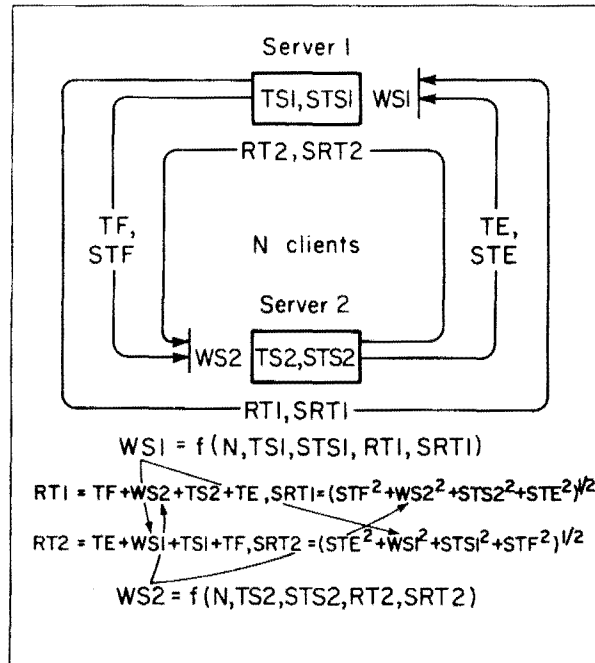 Server 1
TS1,STS1 WS1
RT2,SRT2
TF,
STF
TE,
STE
N clients
Server 2
WS2 TS2,STS2
RT1,SRT1
WS1 = f(N,TS1,STS1, RT1, SRT1)
RT1 = TF+WS2+TS2+TE,SRT1=(STF²+WS2²+STS2²+STE²)^1/2
RT2 = TE+WS1+TS1+TF,SRT2=(STE²+WS1²+STS1²+STF²)^1/2
WS2 = f(N,TS2,STS2,RT2,SRT2)